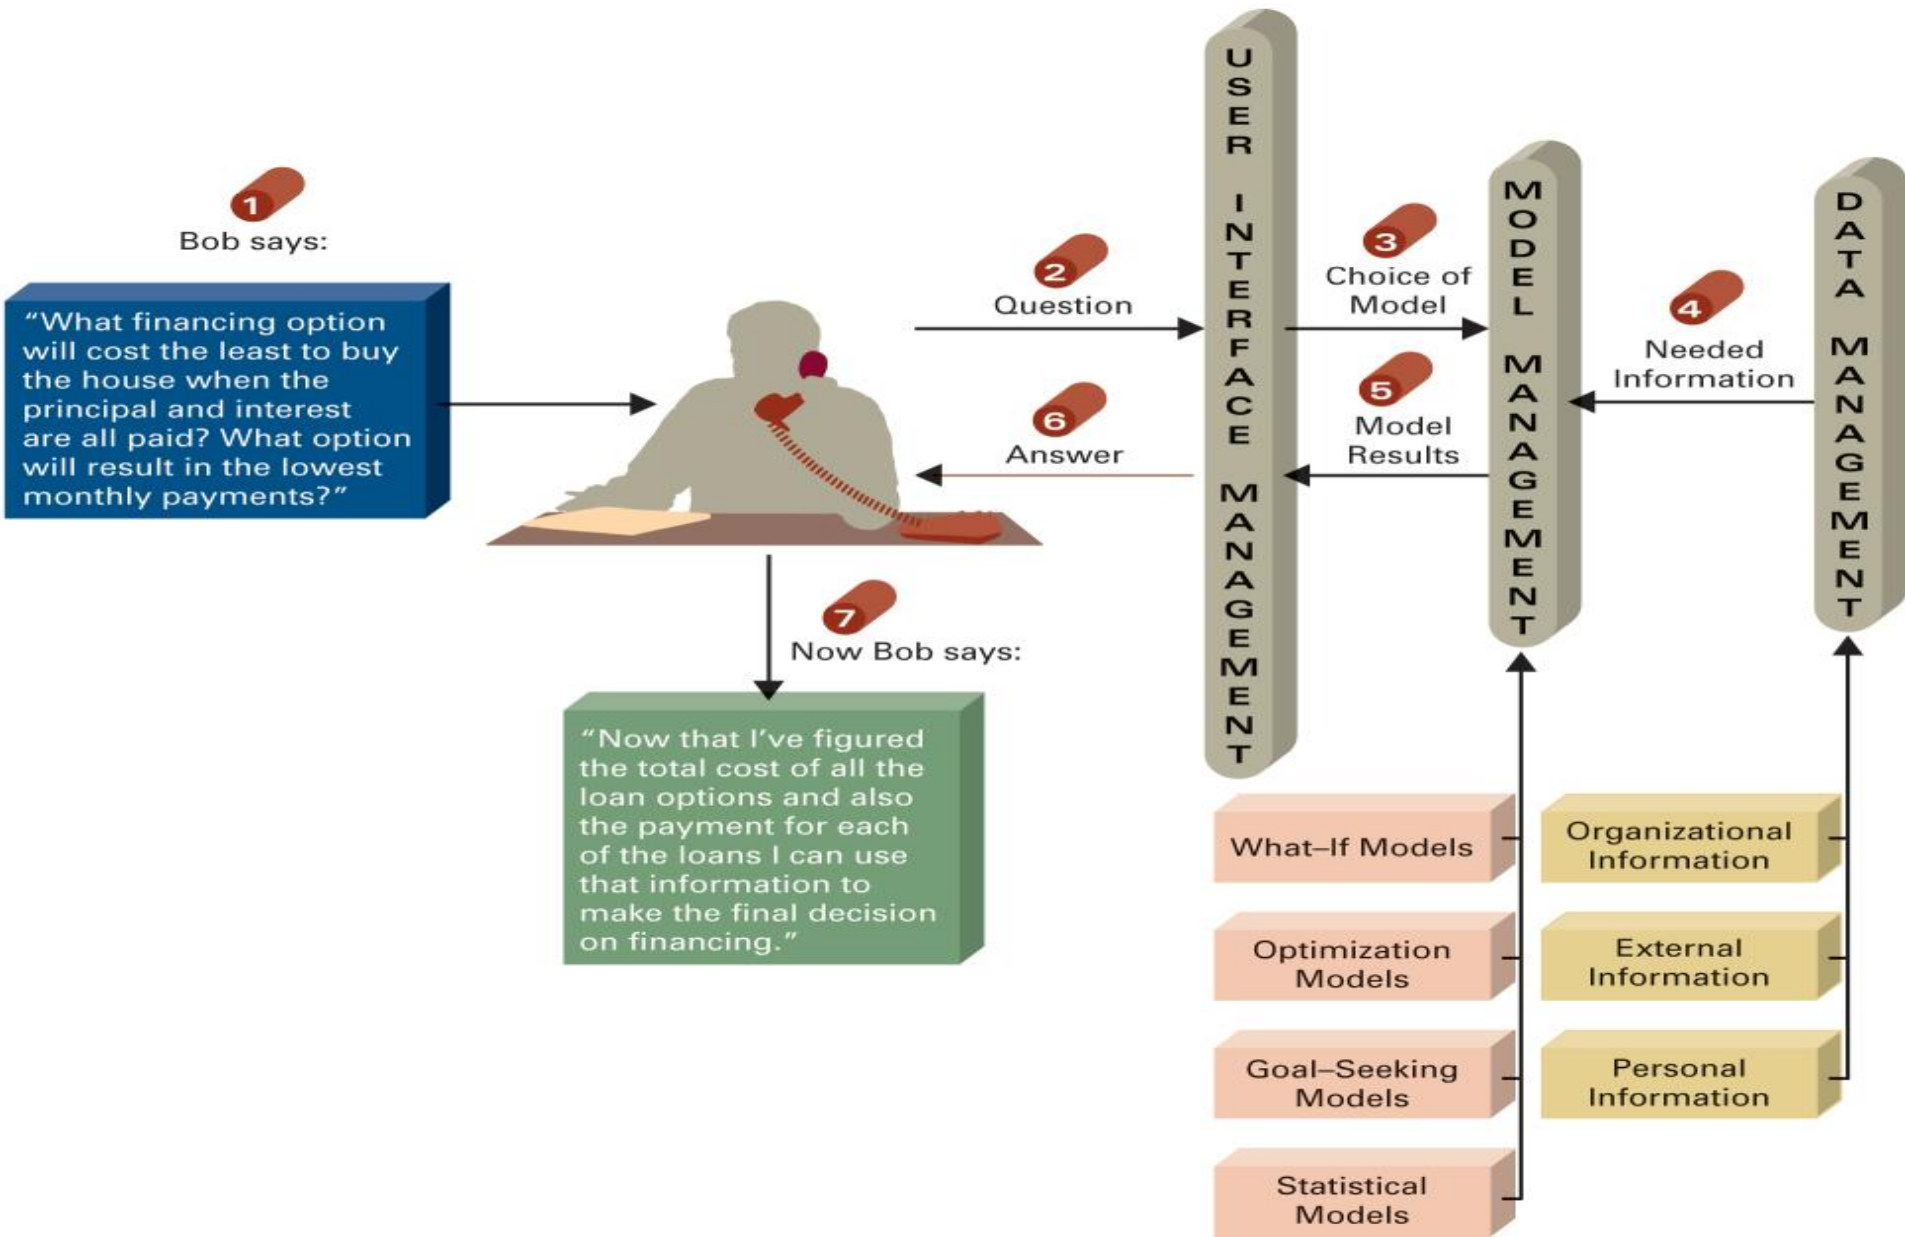 1
Bob says:
“What financing option
will cost the least to buy
the house when the
principal and interest
are all paid? What option
will result in the lowest
monthly payments?”
2
Question
6
Answer
7
Now Bob says:
“Now that I’ve figured
the total cost of all the
loan options and also
the payment for each
of the loans I can use
that information to
make the final decision
on financing.”
USER INTERFACE MANAGEMENT
3
Choice of
Model
5
Model
Results
MODEL MANAGEMENT
4
Needed
Information
DATA MANAGEMENT
What–If Models
Optimization
Models
Goal–Seeking
Models
Statistical
Models
Organizational
Information
External
Information
Personal
Information